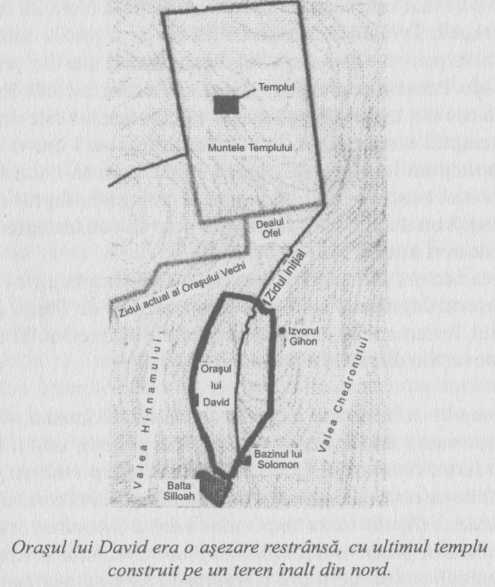 Templul
Muntele Templului
Dealul
Ofel
Zidul inițial
Zidul actual al Orașului Vechi
Izvorul
Gihon
Orașul
lui
David
Valea Hinnamului
Valea Chedronului
Bazinul lui
Solomon
Balta
Silloah
Orașul lui David era o așezare restrânsă, cu ultimul templu
construit pe un teren înalt din nord.